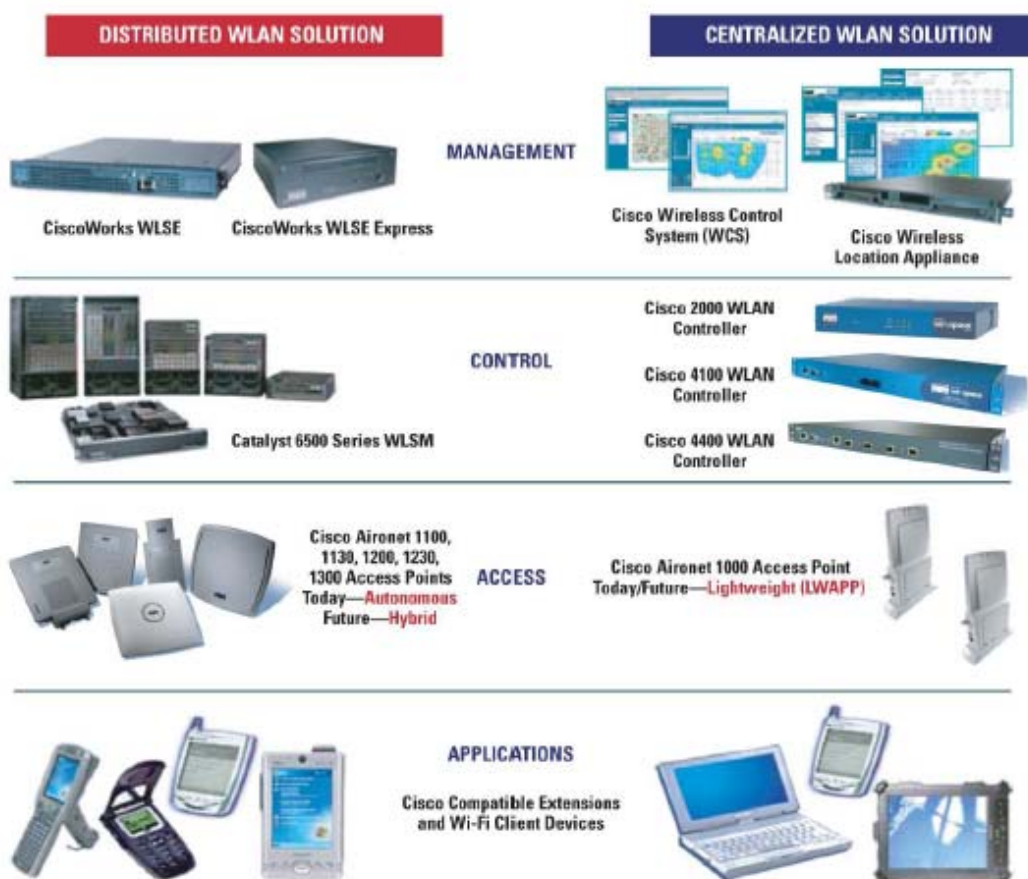 DISTRIBUTED WLAN SOLUTION
CENTRALIZED WLAN SOLUTION
MANAGEMENT
CiscoWorks WLSE
CiscoWorks WLSE Express
Cisco Wireless Control
System (WCS)
Cisco Wireless
Location Appliance
CONTROL
Catalyst 6500 Series WLSM
Cisco 2000 WLAN
Controller
Cisco 4100 WLAN
Controller
Cisco 4400 WLAN
Controller
Cisco Aironet 1100,
1130, 1200, 1230,
1300 Access Points
Today—Autonomous
Future—Hybrid
ACCESS
Cisco Aironet 1000 Access Point
Today/Future—Lightweight (LWAPP)
APPLICATIONS
Cisco Compatible Extensions
and Wi-Fi Client Devices